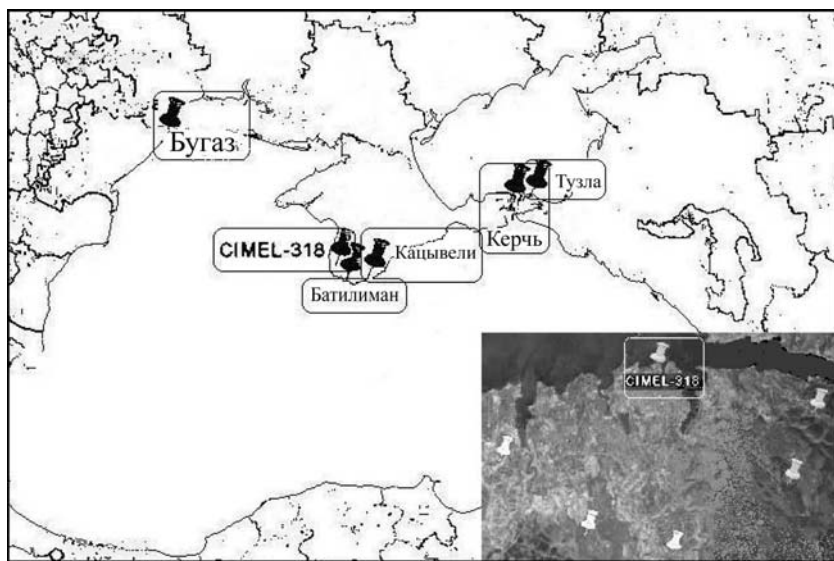 Бугаз
Тузла
Керчь
CIMEL-318
Кацывели
Батилиман
CIMEL-318